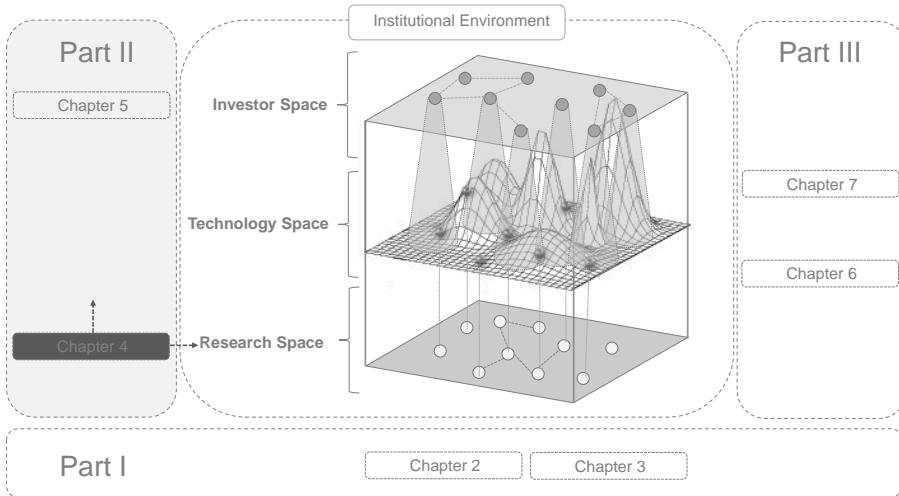 Institutional Environment
Part II
Chapter 5
Chapter 4
Investor Space
Technology Space
Research Space
Part III
Chapter 7
Chapter 6
Part I
Chapter 2
Chapter 3